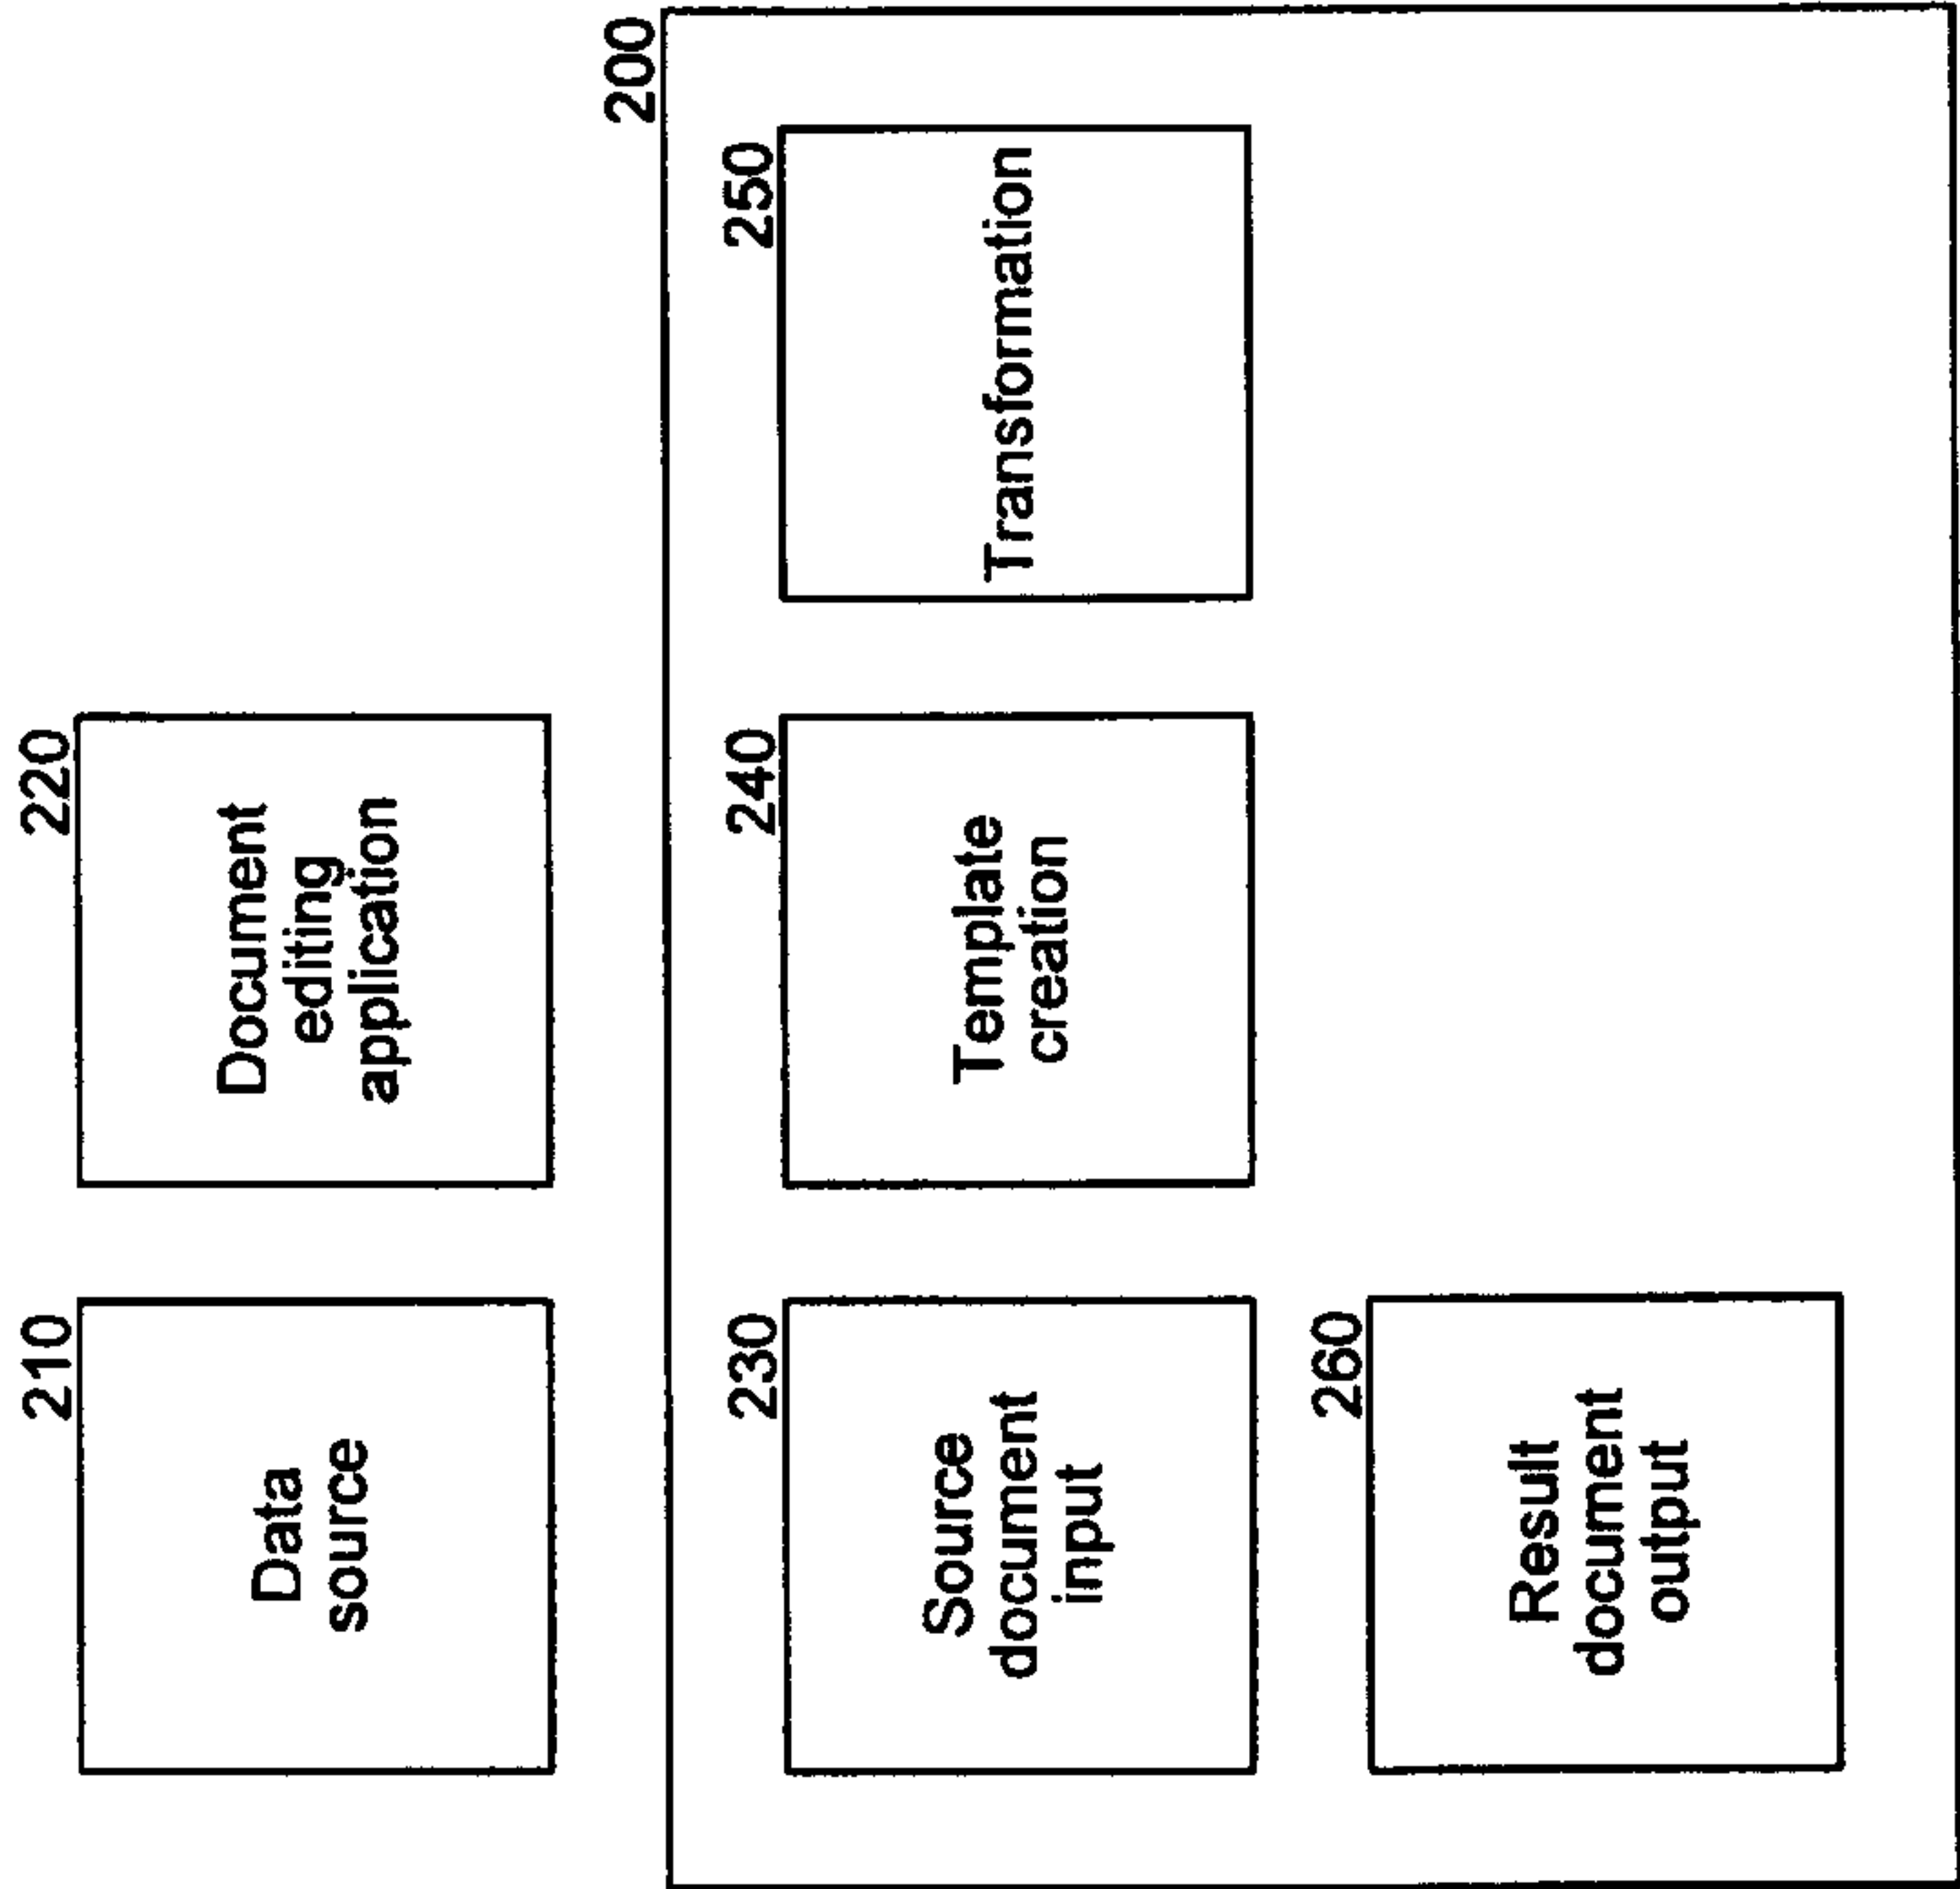 210
Data
source
220
Document
editing
application
200
230
Source
document
input
240
Template
creation
250
Transformation
260
Result
document
output